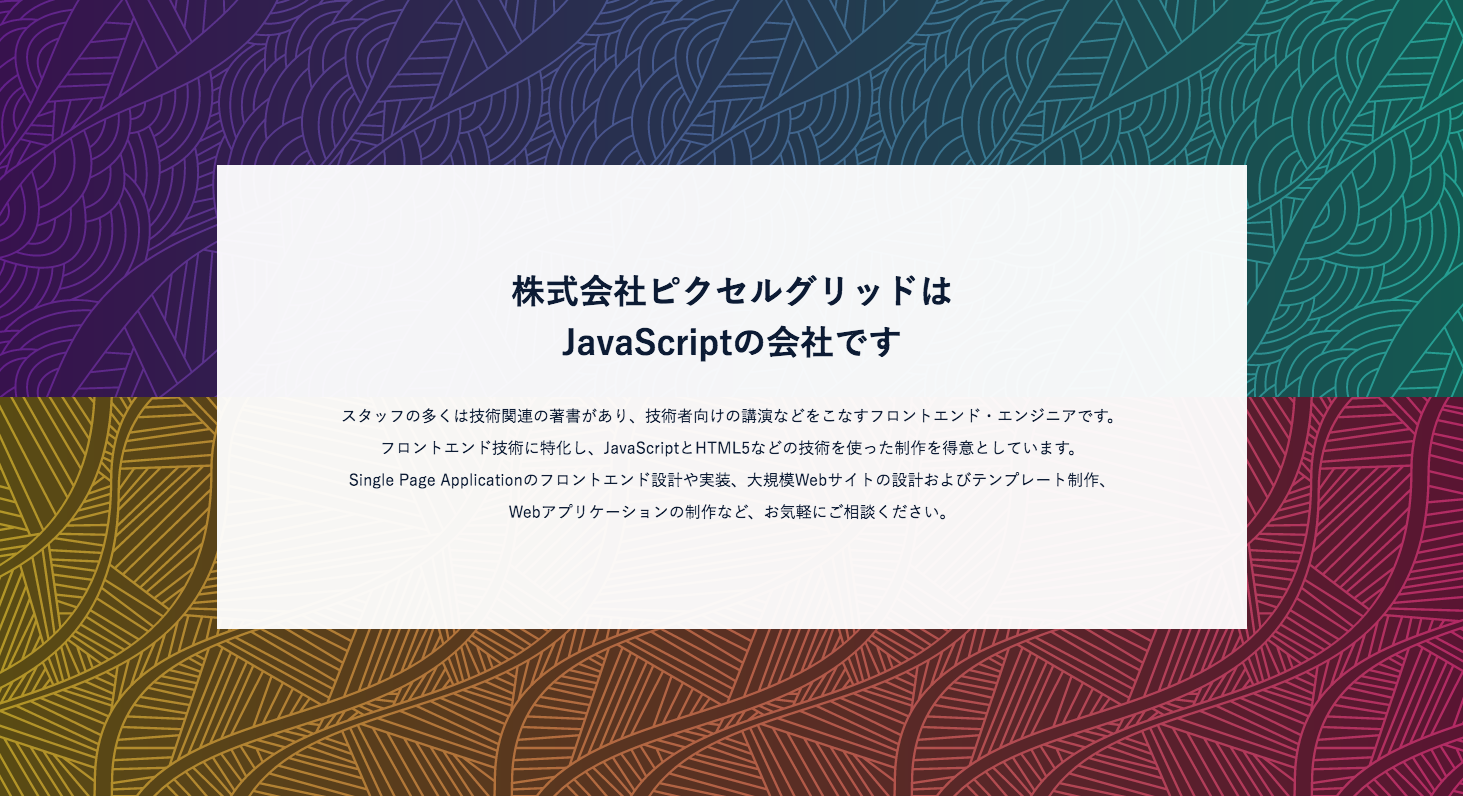 株式会社ピクセルグリッドは
JavaScriptの会社です
スタッフの多くは技術関連の著書があり、技術者向けの講演などをこなすフロントエンド・エンジニアです。
フロントエンド技術に特化し、JavaScriptとHTML5などの技術を使った制作を得意としています。
Single Page Applicationのフロントエンド設計や実装、大規模Webサイトの設計およびテンプレート制作、
Webアプリケーションの制作など、お気軽にご相談ください。